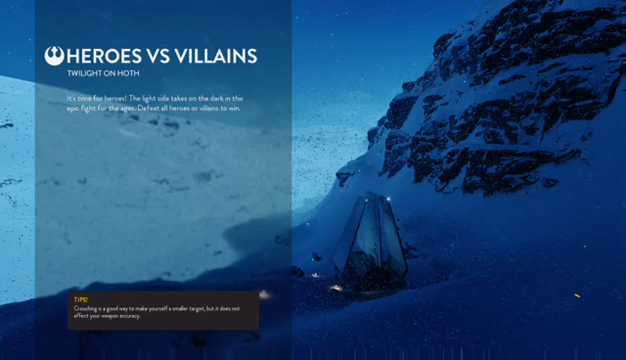 HEROES VS VILLAINS
TWILIGHT ON HOTH
It's time for heroes! The light side takes on the dark in this
epic fight for the ages. Defeat all heroes or villains to win.
TIPS!
Crouching is a good way to make yourself a smaller target, but it does not
effect your weapon accuracy.